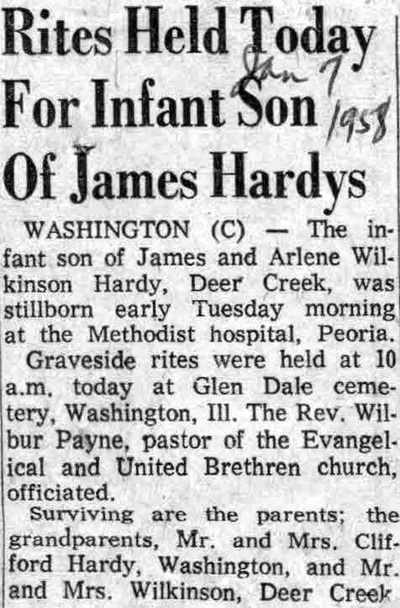 Rites Held Today
Jan 7
For Infant Son
1958
Of James Hardys
WASHINGTON (C) — The in-
fant son of James and Arlene Wil-
kinson Hardy, Deer Creek, was
stillborn early Tuesday morning
at the Methodist hospital, Peoria.
Graveside rites were held at 10
a.m. today at Glen Dale ceme-
tery, Washington, Ill. The Rev. Wil-
bur Payne, pastor of the Evangel-
ical and United Brethren church,
officiated.
Surviving are the parents; the
grandparents, Mr. and Mrs. Clif-
ford Hardy, Washington, and Mr.
and Mrs. Wilkinson, Deer Creek